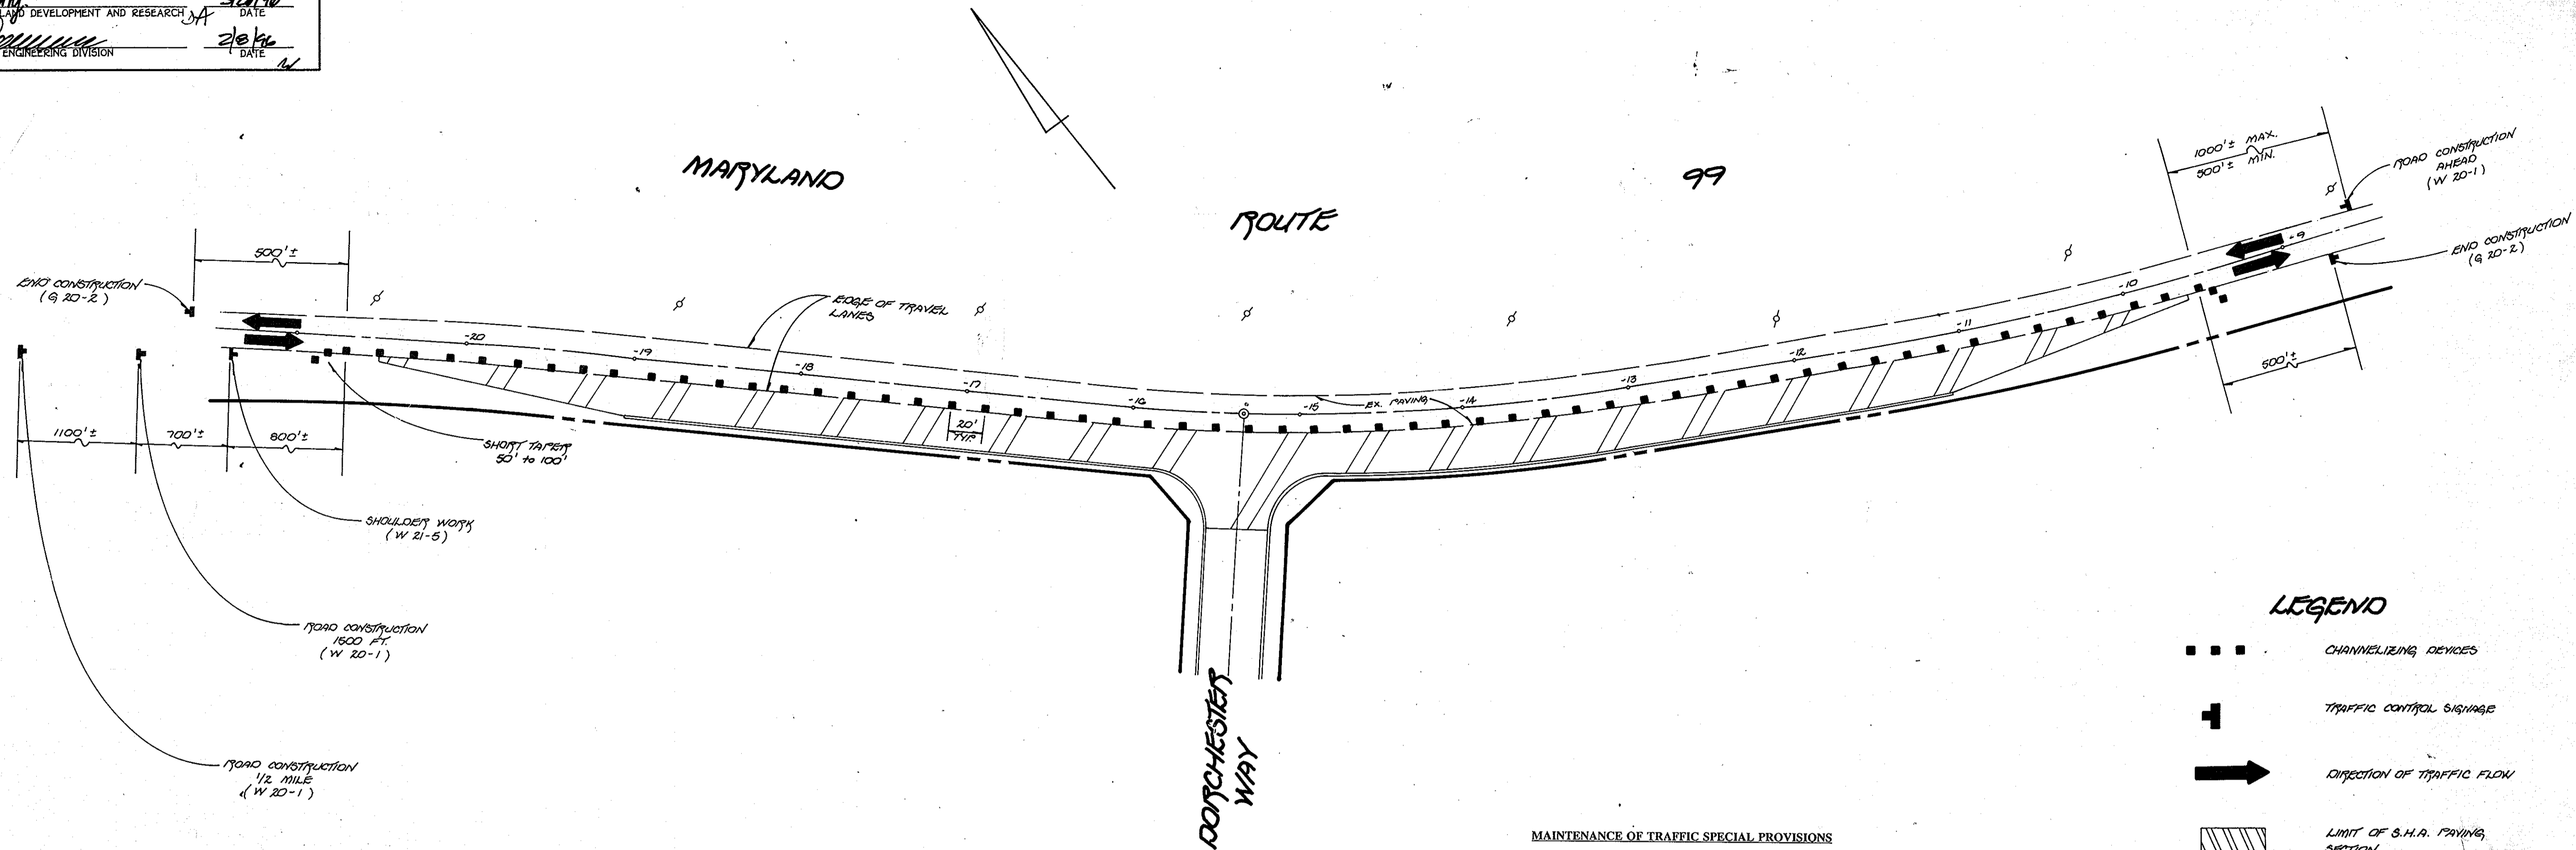 LAND DEVELOPMENT AND RESEARCH DATE
2/8/96
ENGINEERING DIVISION DATE
MARYLAND
ROUTE
99
1000'± MAX.
500'± MIN.
ROAD CONSTRUCTION
AHEAD
(W 20-1)
END CONSTRUCTION
(G 20-2)
500'±
500'±
END CONSTRUCTION
(G 20-2)
EDGE OF TRAVEL
LANES
-20
-19
-18
-17
-16
-15
-14
-13
-12
-11
-10
-9
EX. PAVING
20'
TYP.
1100'±
700'±
800'±
SHORT TAPER
50' to 100'
SHOULDER WORK
(W 21-5)
ROAD CONSTRUCTION
1500 FT.
(W 20-1)
ROAD CONSTRUCTION
1/2 MILE
(W 20-1)
DORCHESTER
WAY
LEGEND
CHANNELIZING DEVICES
TRAFFIC CONTROL SIGNAGE
DIRECTION OF TRAFFIC FLOW
LIMIT OF S.H.A. PAVING
SECTION
MAINTENANCE OF TRAFFIC SPECIAL PROVISIONS